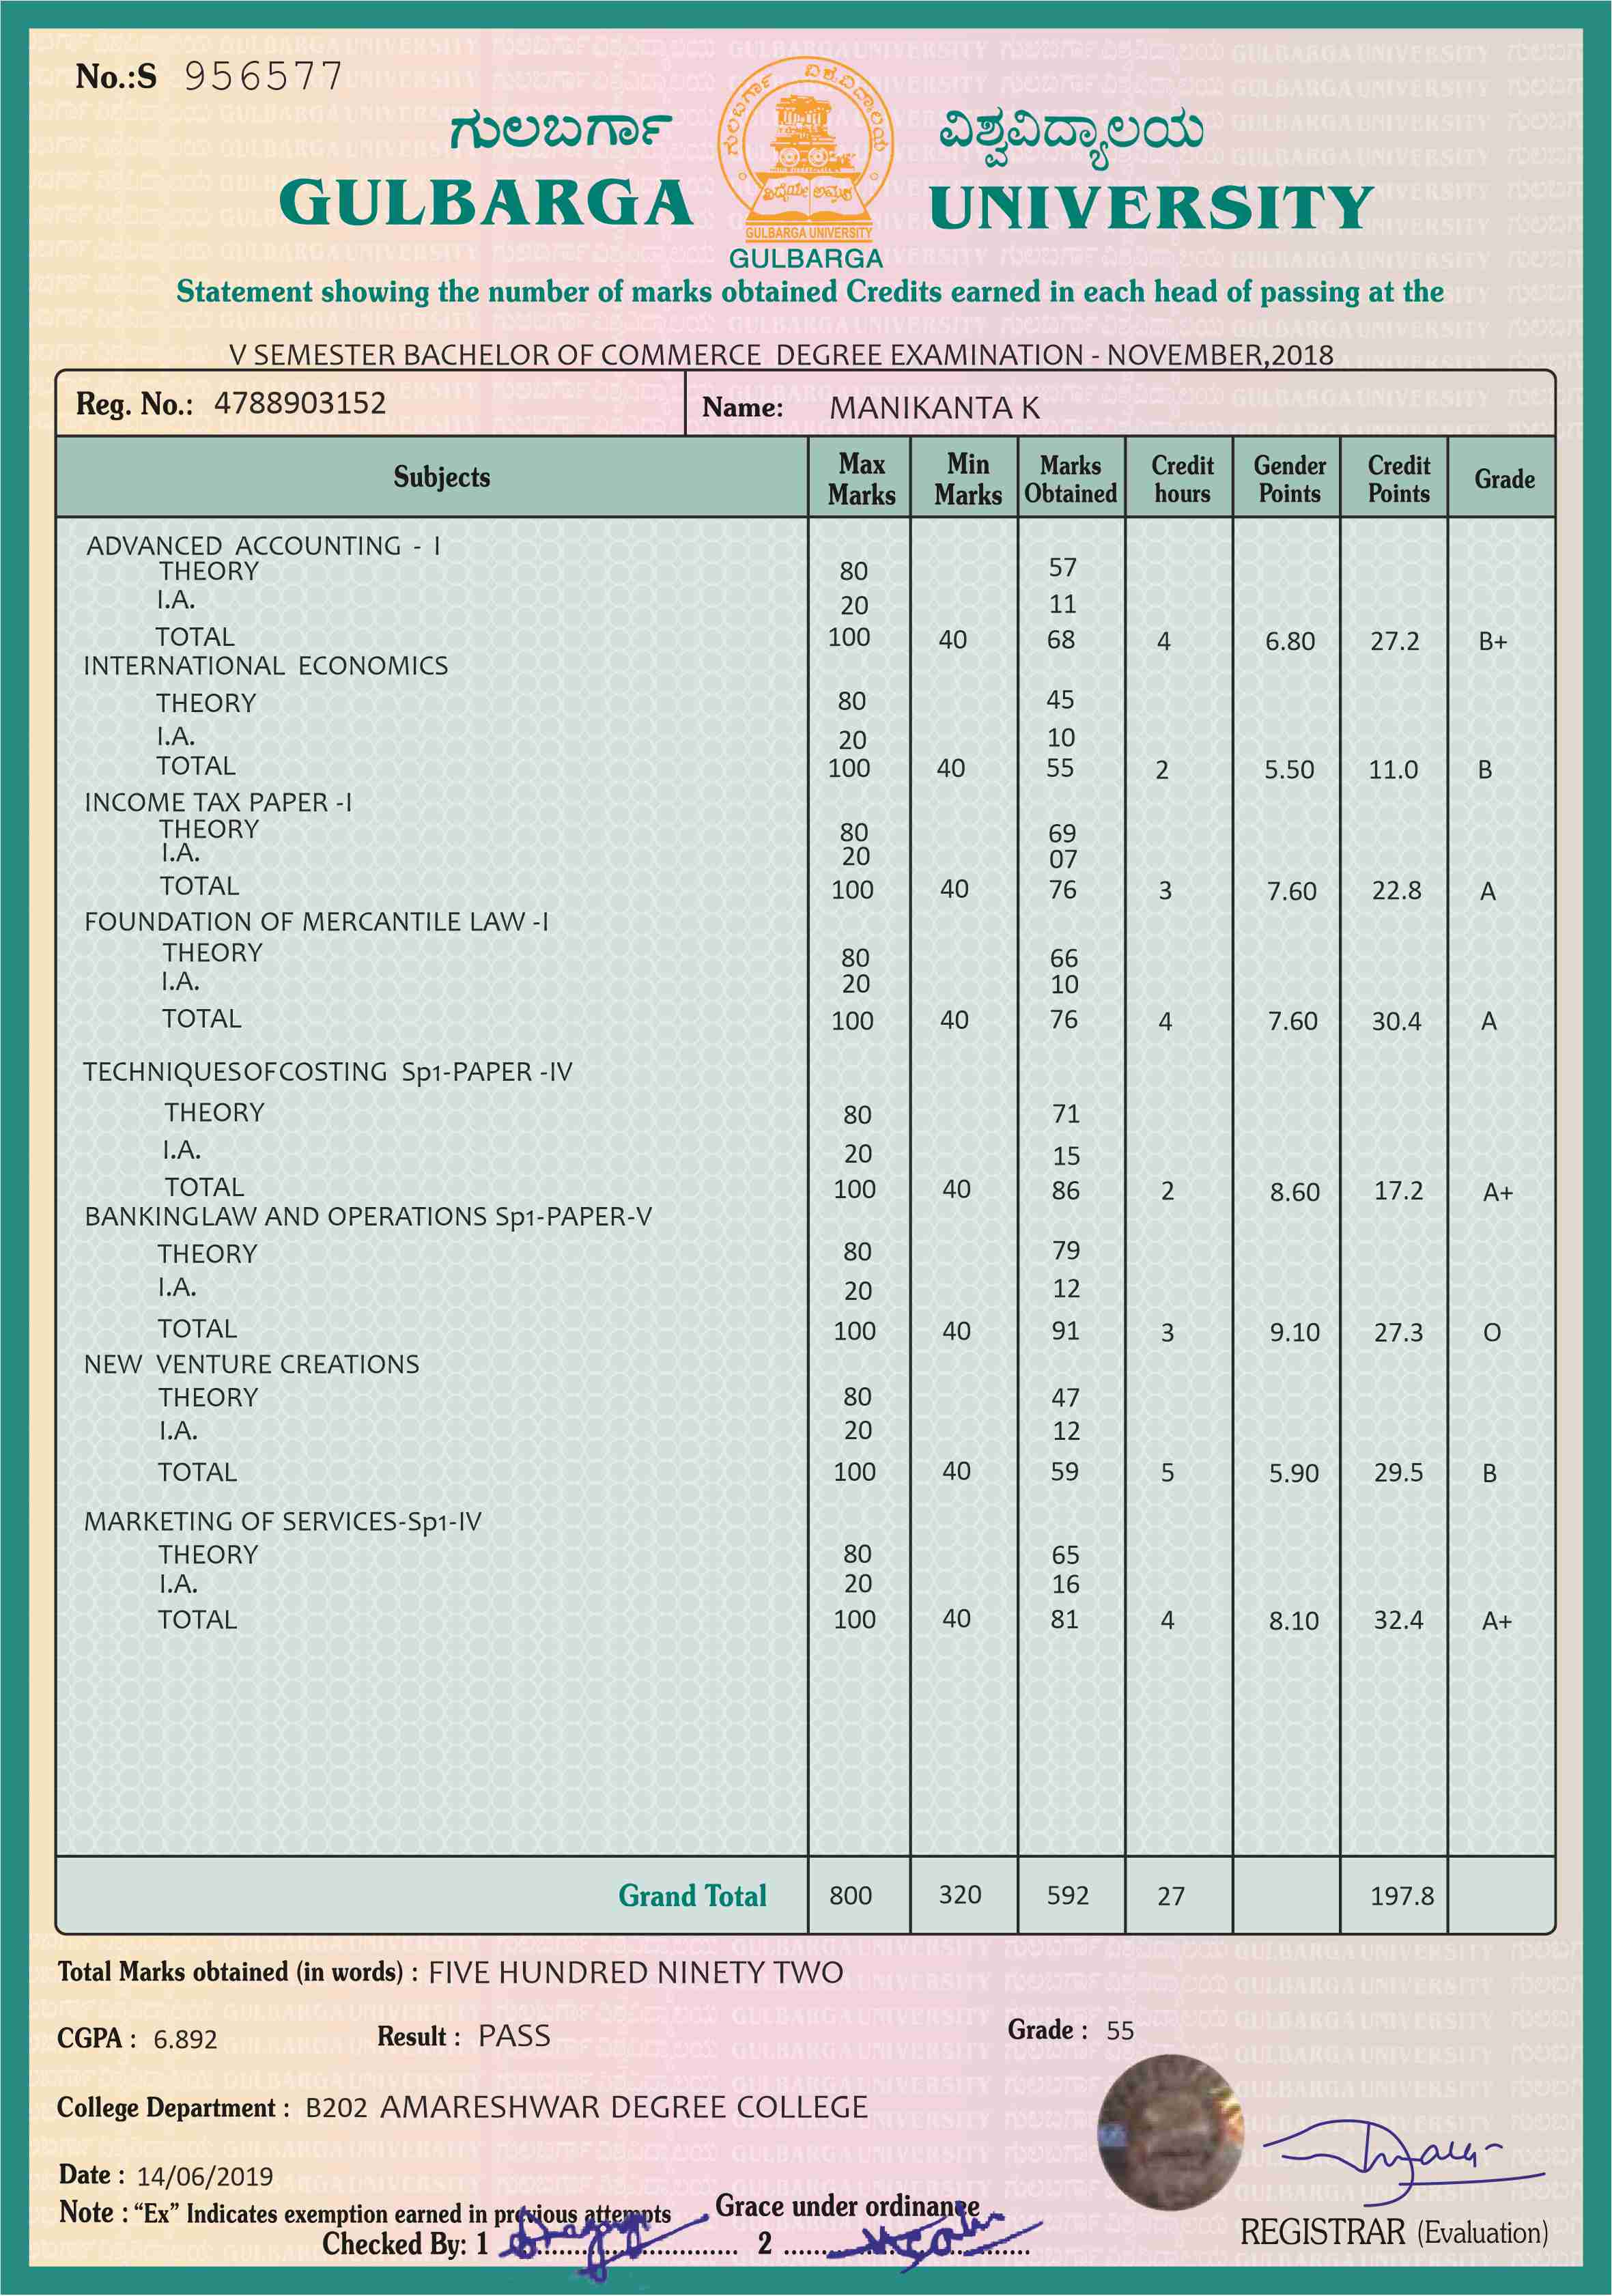 No.:S 956577
ಗುಲಬರ್ಗಾ ವಿಶ್ವವಿದ್ಯಾಲಯ
GULBARGA UNIVERSITY
ಗುಲಬರ್ಗಾ ವಿಶ್ವವಿದ್ಯಾಲಯ
ವಿದ್ಯೆಯೇ ಅಮೃತ
GULBARGA UNIVERSITY
GULBARGA
Statement showing the number of marks obtained Credits earned in each head of passing at the
V SEMESTER BACHELOR OF COMMERCE DEGREE EXAMINATION - NOVEMBER,2018
Reg. No.: 4788903152 Name: MANIKANTA K
Subjects Max Marks Min Marks Marks Obtained Credit hours Gender Points Credit Points Grade
ADVANCED ACCOUNTING - I
THEORY 80 57
I.A. 20 11
TOTAL 100 40 68 4 6.80 27.2 B+
INTERNATIONAL ECONOMICS
THEORY 80 45
I.A. 20 10
TOTAL 100 40 55 2 5.50 11.0 B
INCOME TAX PAPER -I
THEORY 80 69
I.A. 20 07
TOTAL 100 40 76 3 7.60 22.8 A
FOUNDATION OF MERCANTILE LAW -I
THEORY 80 66
I.A. 20 10
TOTAL 100 40 76 4 7.60 30.4 A
TECHNIQUESOFCOSTING Sp1-PAPER -IV
THEORY 80 71
I.A. 20 15
TOTAL 100 40 86 2 8.60 17.2 A+
BANKINGLAW AND OPERATIONS Sp1-PAPER-V
THEORY 80 79
I.A. 20 12
TOTAL 100 40 91 3 9.10 27.3 O
NEW VENTURE CREATIONS
THEORY 80 47
I.A. 20 12
TOTAL 100 40 59 5 5.90 29.5 B
MARKETING OF SERVICES-Sp1-IV
THEORY 80 65
I.A. 20 16
TOTAL 100 40 81 4 8.10 32.4 A+
Grand Total 800 320 592 27 197.8
Total Marks obtained (in words) : FIVE HUNDRED NINETY TWO
CGPA : 6.892 Result : PASS Grade : 55
College Department : B202 AMARESHWAR DEGREE COLLEGE
Date : 14/06/2019
Note : “Ex” Indicates exemption earned in previous attempts Grace under ordinance
Checked By: 1 .............................. 2 ..............................
REGISTRAR (Evaluation)